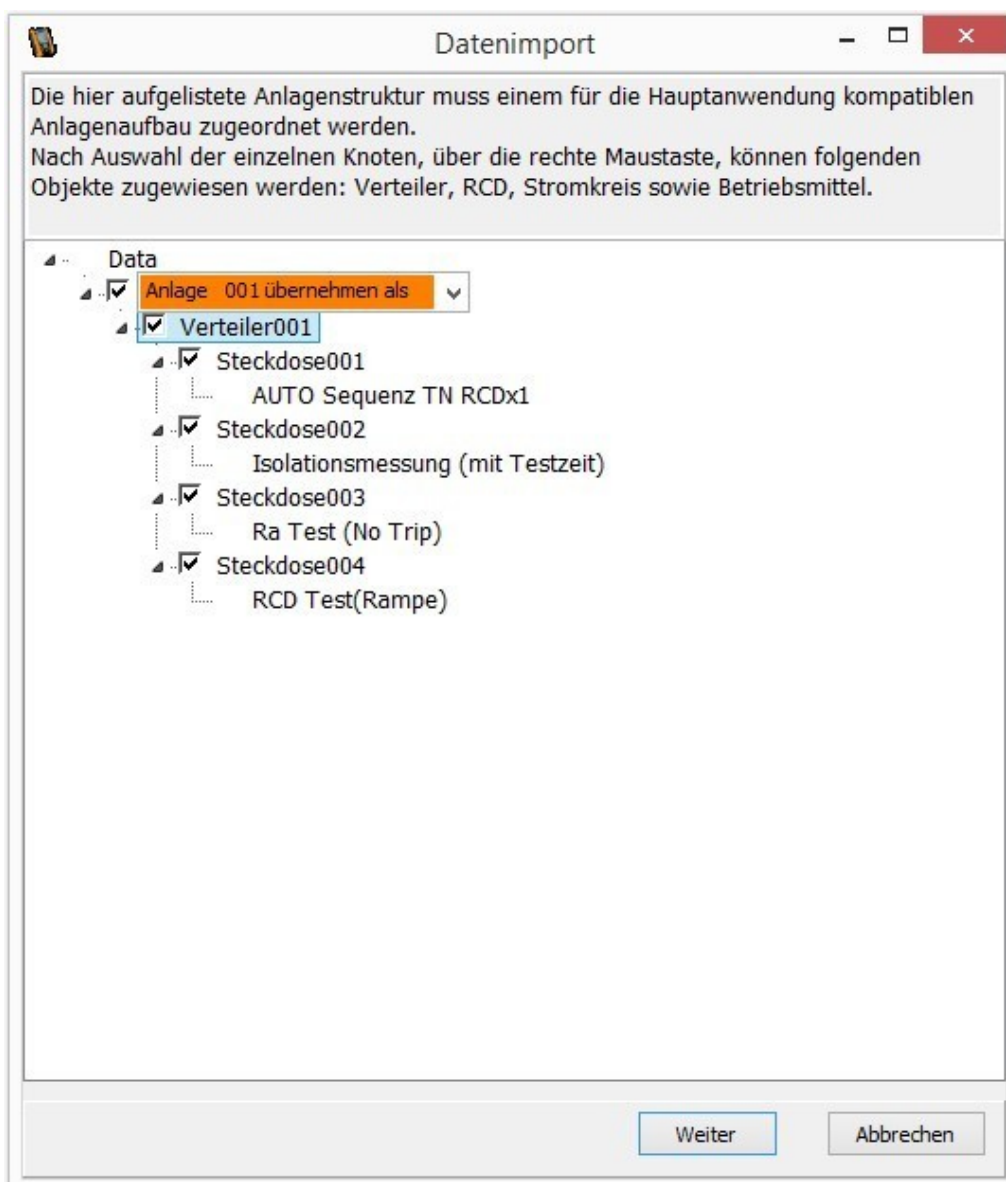 Datenimport
Die hier aufgelistete Anlagenstruktur muss einem für die Hauptanwendung kompatiblen
Anlagenaufbau zugeordnet werden.
Nach Auswahl der einzelnen Knoten, über die rechte Maustaste, können folgenden
Objekte zugewiesen werden: Verteiler, RCD, Stromkreis sowie Betriebsmittel.
Data
Anlage 001 übernehmen als
Verteiler001
Steckdose001
AUTO Sequenz TN RCDx1
Steckdose002
Isolationsmessung (mit Testzeit)
Steckdose003
Ra Test (No Trip)
Steckdose004
RCD Test(Rampe)
Weiter Abbrechen